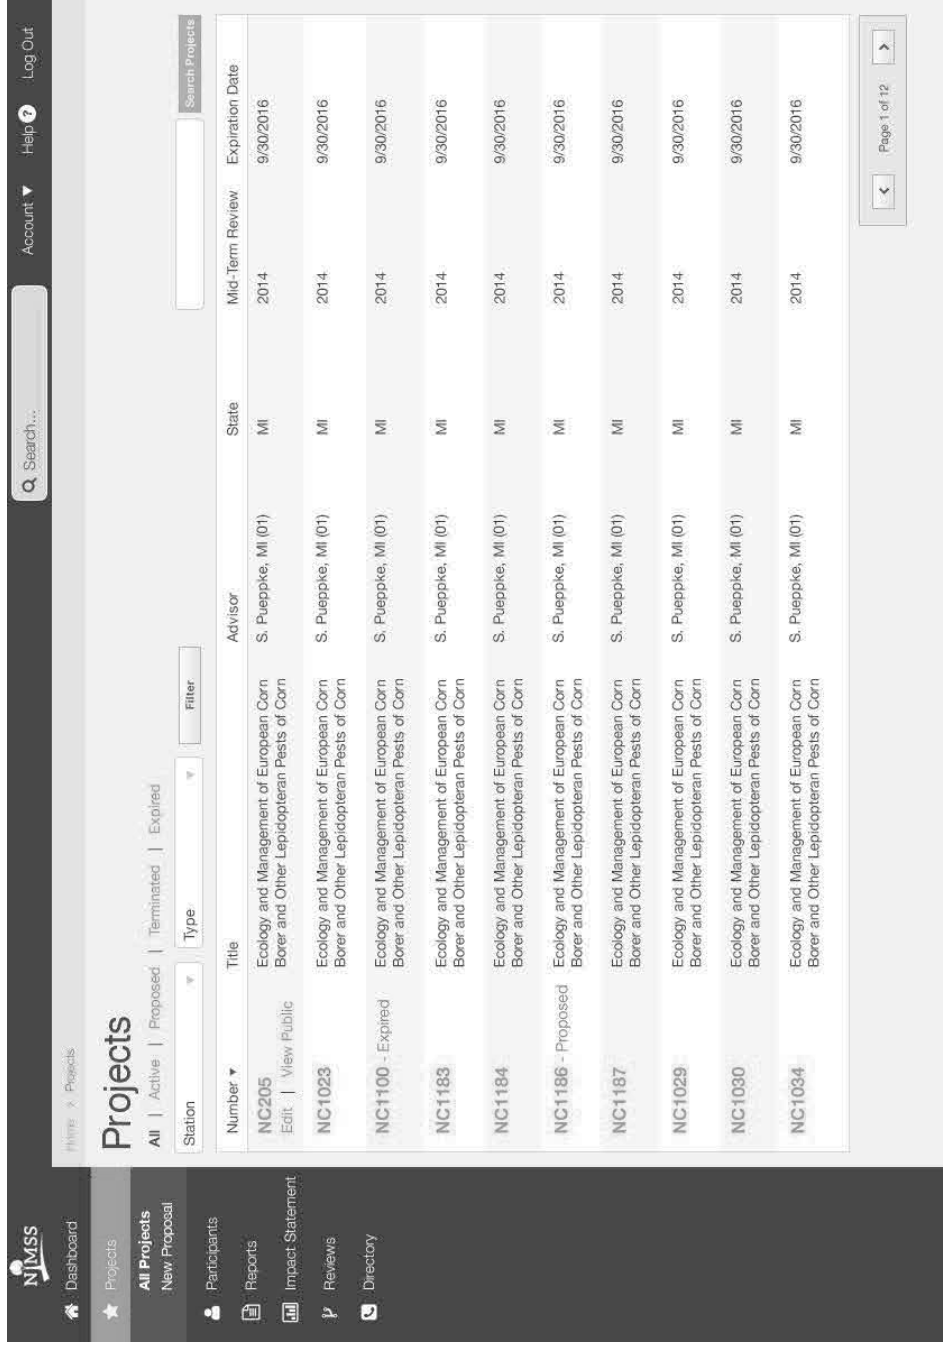 NIMSS
Search...
Account
Help ?
Log Out
Dashboard
Projects
All Projects
New Proposal
Participants
Reports
Impact Statement
Reviews
Directory
Home > Projects
Projects
All | Active | Proposed | Terminated | Expired
Station Type Filter Search Projects
Number Title Advisor State Mid-Term Review Expiration Date
NC205 Ecology and Management of European Corn S. Pueppke, MI (01) MI 2014 9/30/2016
Edit | View Public Borer and Other Lepidopteran Pests of Corn
NC1023 Ecology and Management of European Corn S. Pueppke, MI (01) MI 2014 9/30/2016
Borer and Other Lepidopteran Pests of Corn
NC1100 - Expired Ecology and Management of European Corn S. Pueppke, MI (01) MI 2014 9/30/2016
Borer and Other Lepidopteran Pests of Corn
NC1183 Ecology and Management of European Corn S. Pueppke, MI (01) MI 2014 9/30/2016
Borer and Other Lepidopteran Pests of Corn
NC1184 Ecology and Management of European Corn S. Pueppke, MI (01) MI 2014 9/30/2016
Borer and Other Lepidopteran Pests of Corn
NC1186 - Proposed Ecology and Management of European Corn S. Pueppke, MI (01) MI 2014 9/30/2016
Borer and Other Lepidopteran Pests of Corn
NC1187 Ecology and Management of European Corn S. Pueppke, MI (01) MI 2014 9/30/2016
Borer and Other Lepidopteran Pests of Corn
NC1029 Ecology and Management of European Corn S. Pueppke, MI (01) MI 2014 9/30/2016
Borer and Other Lepidopteran Pests of Corn
NC1030 Ecology and Management of European Corn S. Pueppke, MI (01) MI 2014 9/30/2016
Borer and Other Lepidopteran Pests of Corn
NC1034 Ecology and Management of European Corn S. Pueppke, MI (01) MI 2014 9/30/2016
Borer and Other Lepidopteran Pests of Corn
< Page 1 of 12 >